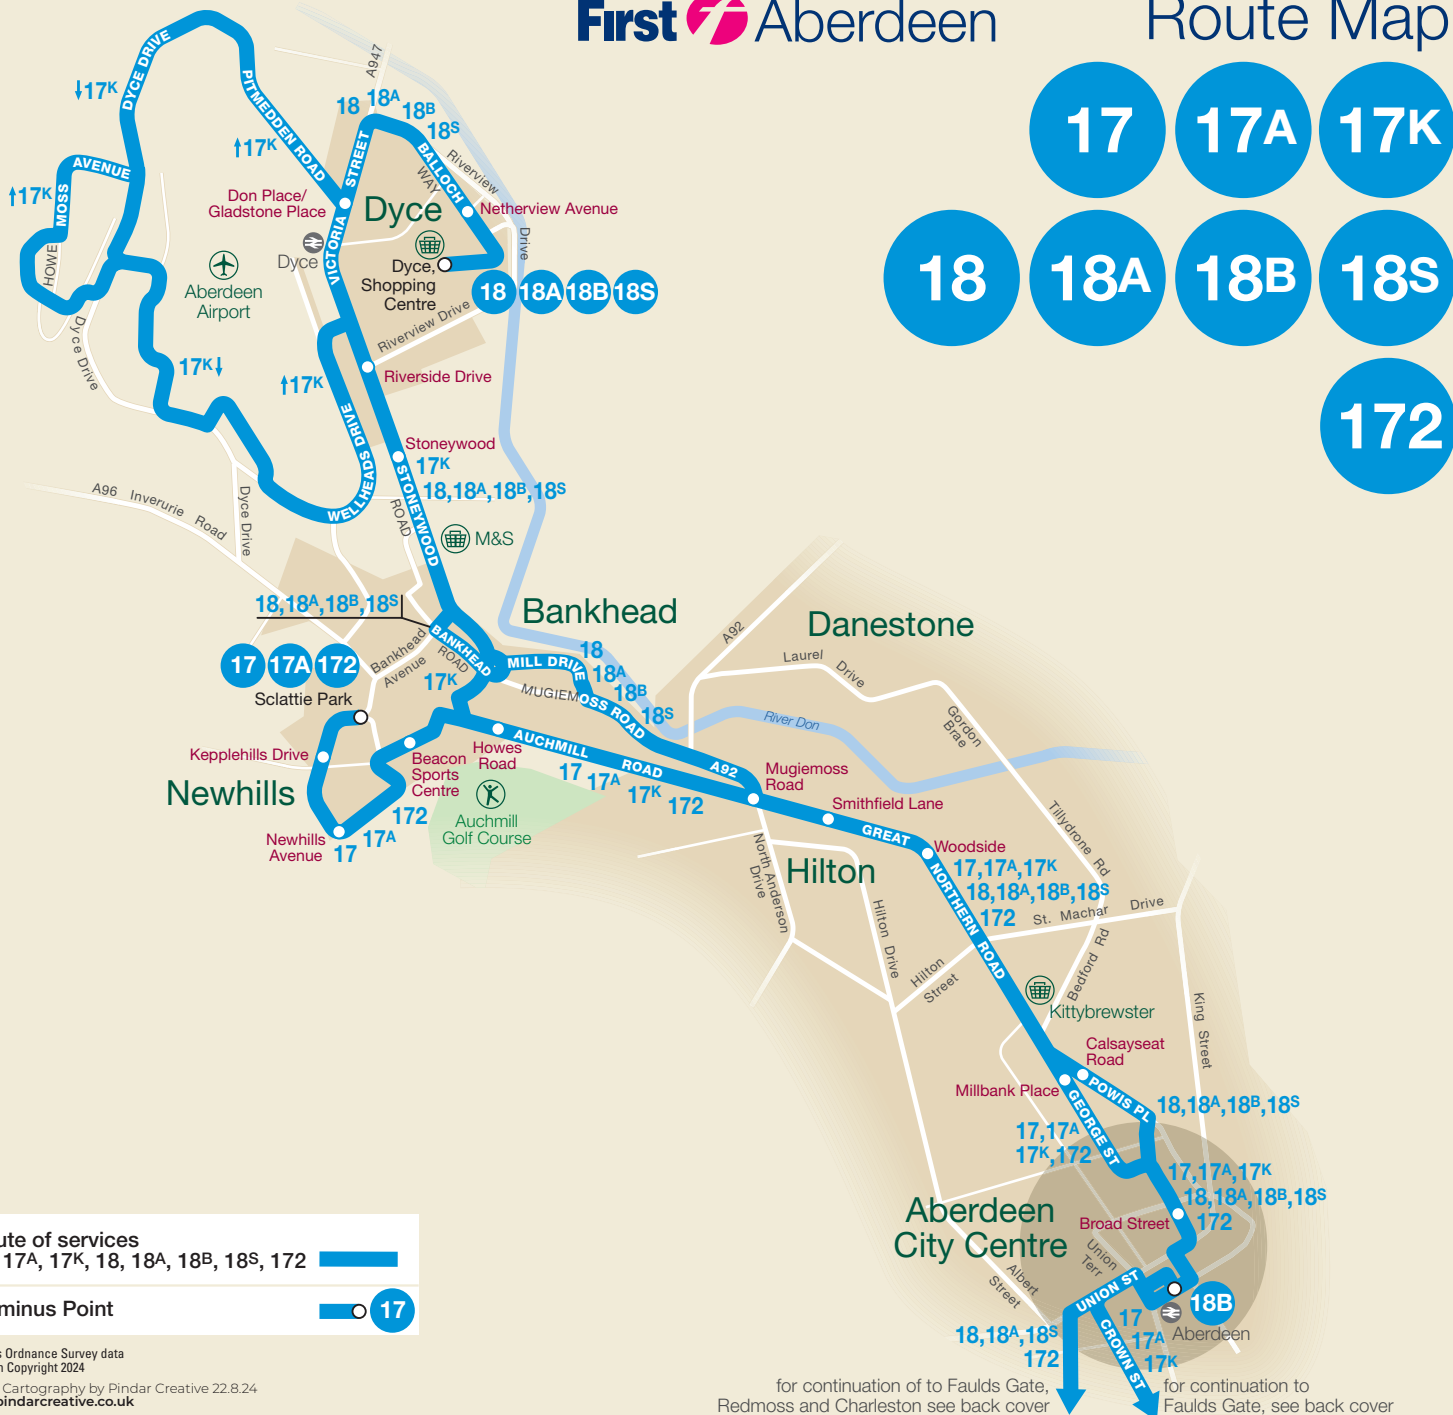 First Aberdeen
Route Map
17 17A 17K
18 18A 18B 18S
172
DYCE DRIVE
↓17K
PITMEDDEN ROAD
↑17K
A947
18 18A 18B 18S
STREET
BALLOCH
WAY
Riverview
Drive
AVENUE
MOSS
HOWE
↑17K
Don Place/
Gladstone Place
Dyce
Netherview Avenue
Dyce
VICTORIA
Aberdeen
Airport
Dyce,
Shopping
Centre
18 18A 18B 18S
Riverview Drive
Dyce Drive
17K↓
↑17K
Riverside Drive
WELLHEADS DRIVE
Stoneywood
17K
18,18A,18B,18S
STONEYWOOD
ROAD
M&S
A96 Inverurie Road
Dyce Drive
18,18A,18B,18S
Bankhead
BANKHEAD
ROAD
Bankhead
Avenue
MILL DRIVE
MUGIEMOSS ROAD
18
18A
18B
18S
A92
Danestone
Laurel Drive
Gordon
Brae
River Don
Tillydrone Rd
17 17A 172
Sclattie Park
17K
Kepplehills Drive
Newhills
Beacon
Sports
Centre
Howes
Road
AUCHMILL ROAD
A92
17 17A 17K 172
Mugiemoss
Road
Smithfield Lane
Newhills
Avenue
17 17A 172
Auchmill
Golf Course
GREAT
NORTHERN ROAD
Woodside
17,17A,17K
18,18A,18B,18S
172
Hilton
North Anderson
Drive
Hilton Drive
Hilton
Street
St. Machar Drive
Bedford Rd
King Street
Kittybrewster
Calsayseat
Road
Millbank Place
POWIS PL
18,18A,18B,18S
GEORGE ST
17,17A
17K,172
17,17A,17K
18,18A,18B,18S
172
Aberdeen
City Centre
Broad Street
Union
Terr
Albert
Street
UNION ST
CROWN ST
18B
Aberdeen
17
17A
17K
18,18A,18S
172
for continuation of to Faulds Gate,
Redmoss and Charleston see back cover
for continuation to
Faulds Gate, see back cover
ute of services
17A, 17K, 18, 18A, 18B, 18S, 172
minus Point
17
s Ordnance Survey data
n Copyright 2024
Cartography by Pindar Creative 22.8.24
pindarcreative.co.uk